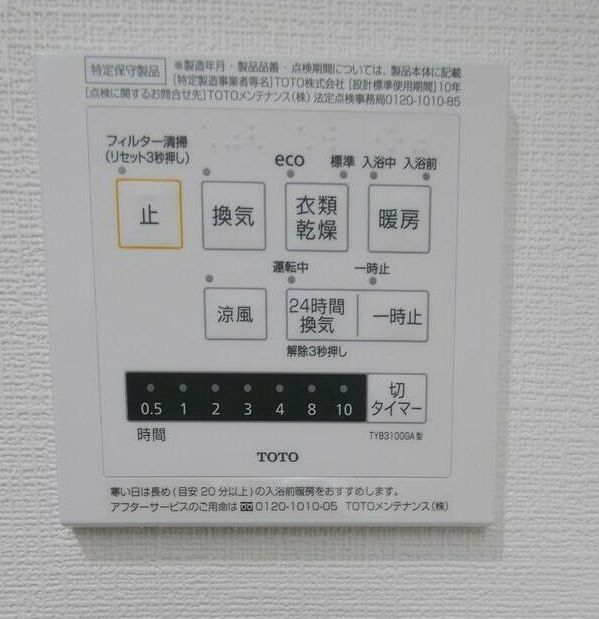 特定保守製品
※製造年月・製品品番・点検期間については、製品本体に記載
[特定製造事業者等名]TOTO株式会社 [設計標準使用期間]10年
[点検に関するお問合せ先]TOTOメンテナンス(株) 法定点検事務局0120-1010-85
フィルター清掃
(リセット3秒押し)
eco 標準 入浴中 入浴前
止 換気 衣類 暖房
乾燥
運転中 一時止
涼風 24時間 一時止
換気
解除3秒押し
0.5 1 2 3 4 8 10 切
タイマー
時間 TYB3100GA型
TOTO
寒い日は長め(目安20分以上)の入浴前暖房をおすすめします。
アフターサービスのご用命は 0120-1010-05 TOTOメンテナンス(株)